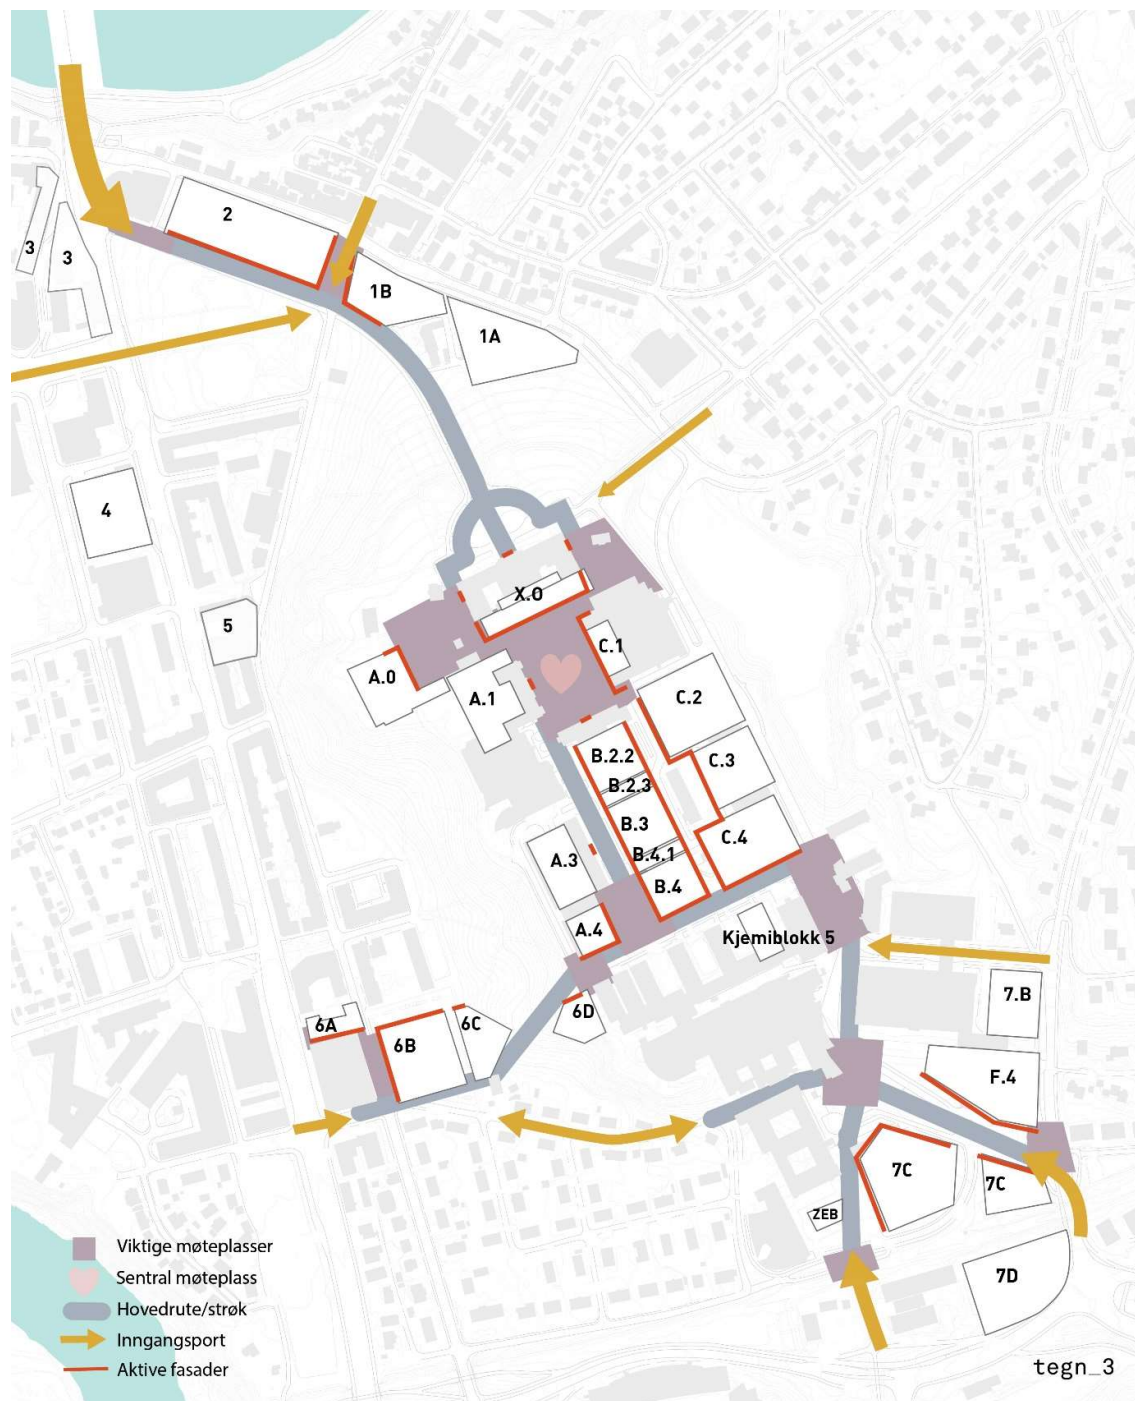 2
3
3
1B
1A
4
X.O
5
C.1
A.0
A.1
C.2
B.2.2
C.3
B.2.3
B.3
C.4
B.4.1
A.3
B.4
A.4
Kjemiblokk 5
7.B
6D
6A
6C
6B
F.4
7C
7C
ZEB
7D
Viktige møteplasser
Sentral møteplass
Hovedrute/strøk
Inngangsport
Aktive fasader
tegn_3